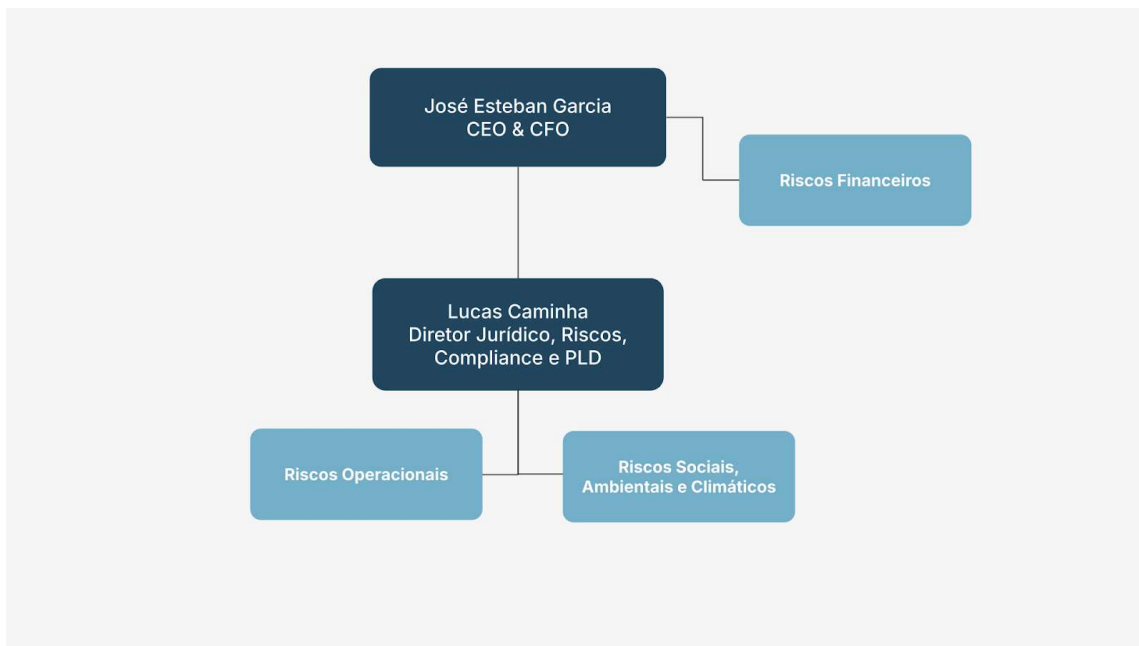 José Esteban Garcia
CEO & CFO
Riscos Financeiros
Lucas Caminha
Diretor Jurídico, Riscos,
Compliance e PLD
Riscos Operacionais
Riscos Sociais,
Ambientais e Climáticos